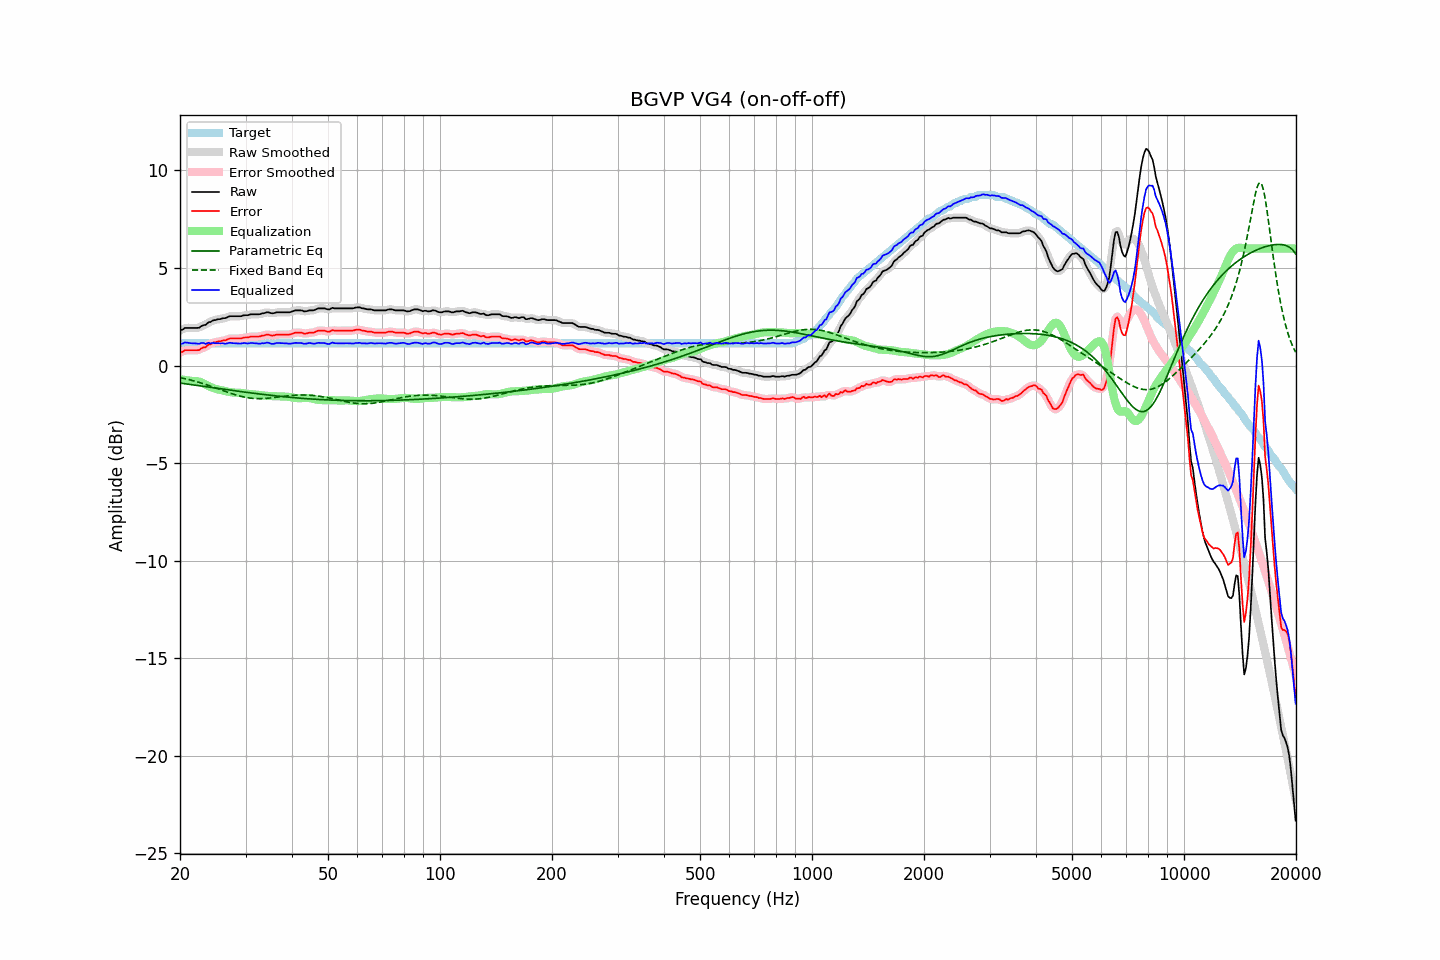 BGVP VG4 (on-off-off)
Target
Raw Smoothed
Error Smoothed
Raw
Error
Equalization
Parametric Eq
Fixed Band Eq
Equalized
10
5
0
−5
−10
−15
−20
−25
Amplitude (dBr)
20 50 100 200 500 1000 2000 5000 10000 20000
Frequency (Hz)